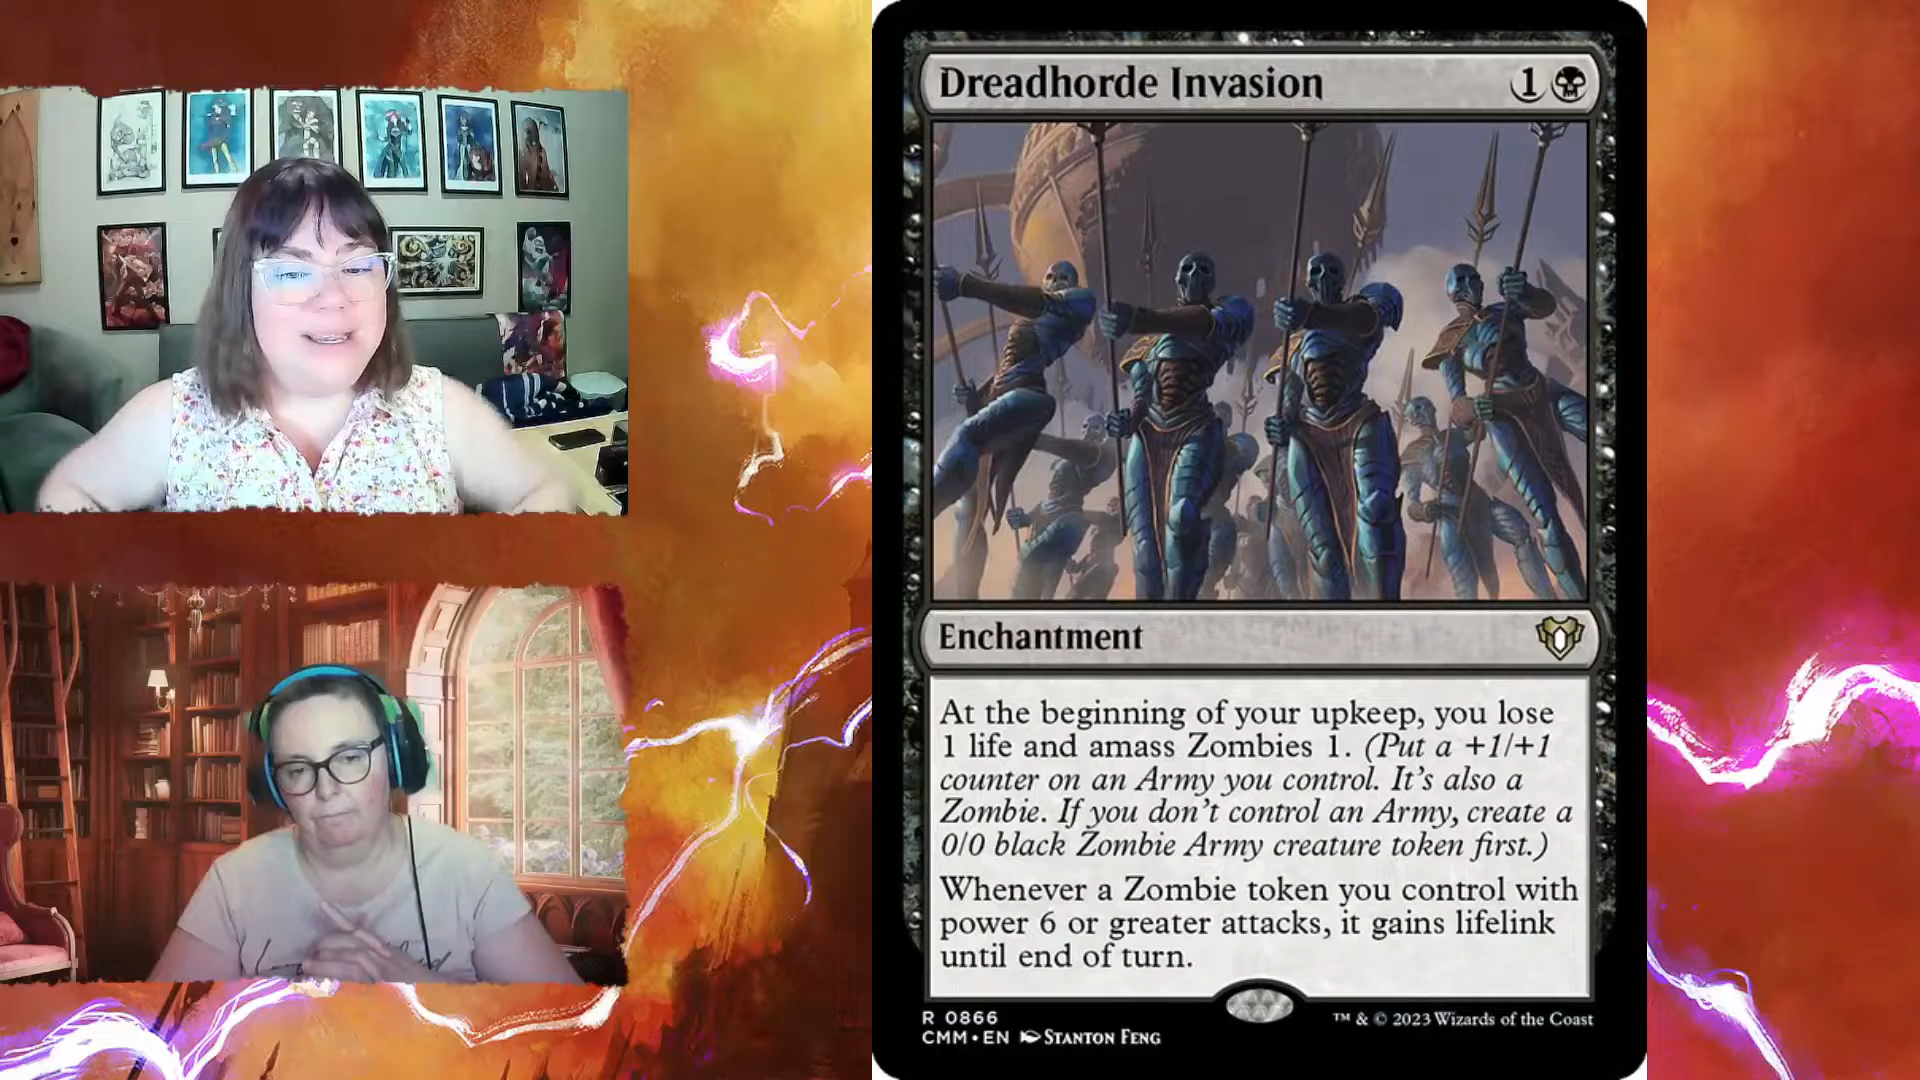 Dreadhorde Invasion
1
Enchantment
At the beginning of your upkeep, you lose
1 life and amass Zombies 1. (Put a +1/+1
counter on an Army you control. It's also a
Zombie. If you don't control an Army, create a
0/0 black Zombie Army creature token first.)
Whenever a Zombie token you control with
power 6 or greater attacks, it gains lifelink
until end of turn.
R 0866
CMM • EN STANTON FENG
™ & © 2023 Wizards of the Coast